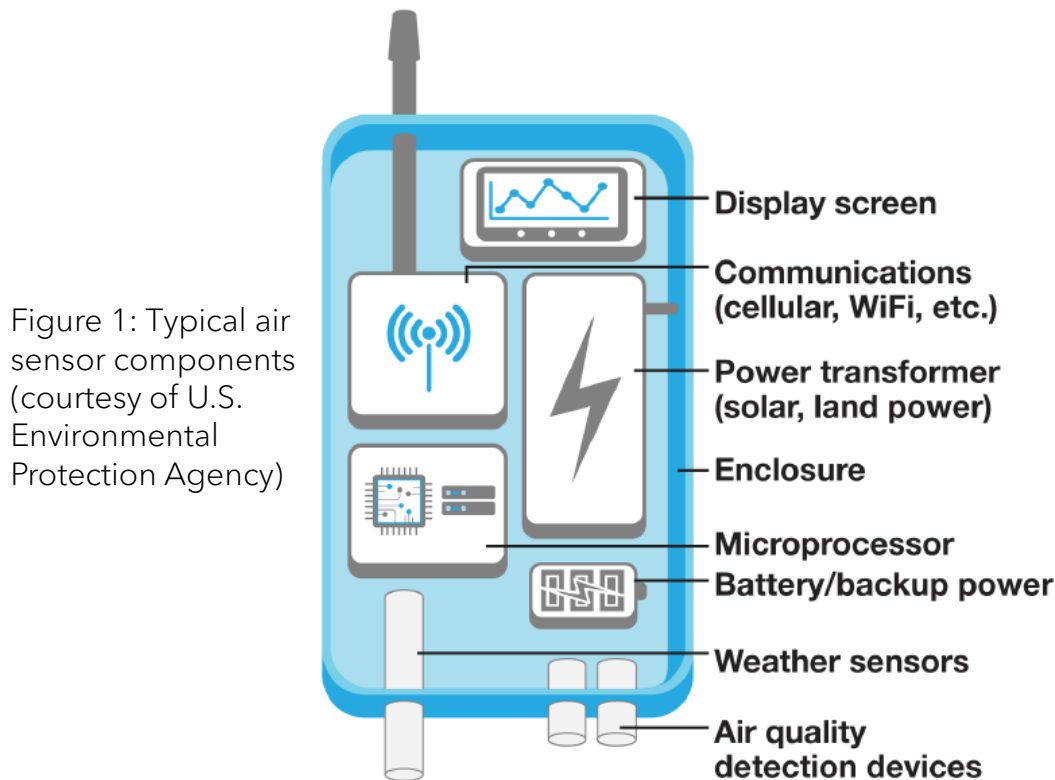 Figure 1: Typical air
sensor components
(courtesy of U.S.
Environmental
Protection Agency)
Display screen
Communications
(cellular, WiFi, etc.)
Power transformer
(solar, land power)
Enclosure
Microprocessor
Battery/backup power
Weather sensors
Air quality
detection devices